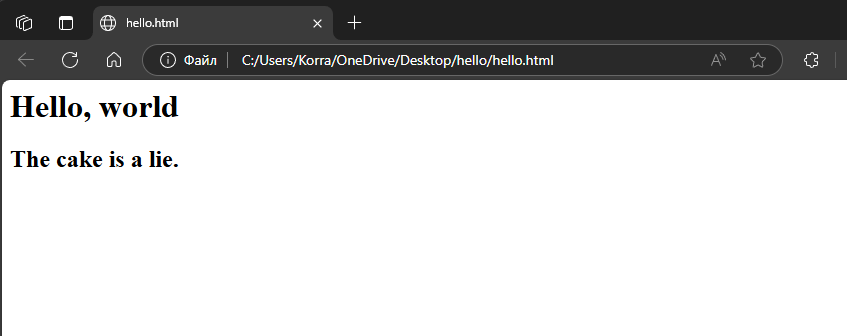 hello.html
Файл C:/Users/Korra/OneDrive/Desktop/hello/hello.html
Hello, world
The cake is a lie.